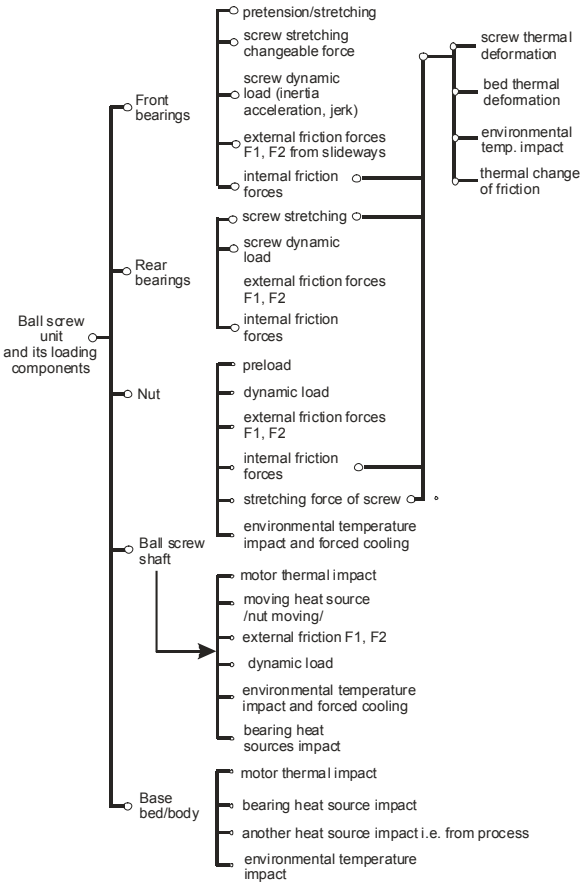 Ball screw
unit
and its loading
components
Front
bearings
pretension/stretching
screw stretching
changeable force
screw dynamic
load (inertia
acceleration, jerk)
external friction forces
F1, F2 from slideways
internal friction
forces
screw thermal
deformation
bed thermal
deformation
environmental
temp. impact
thermal change
of friction
Rear
bearings
screw stretching
screw dynamic
load
external friction forces
F1, F2
internal friction
forces
Nut
preload
dynamic load
external friction forces
F1, F2
internal friction
forces
stretching force of screw
environmental temperature
impact and forced cooling
Ball screw
shaft
motor thermal impact
moving heat source
/nut moving/
external friction F1, F2
dynamic load
environmental temperature
impact and forced cooling
bearing heat
sources impact
Base
bed/body
motor thermal impact
bearing heat source impact
another heat source impact i.e. from process
environmental temperature
impact